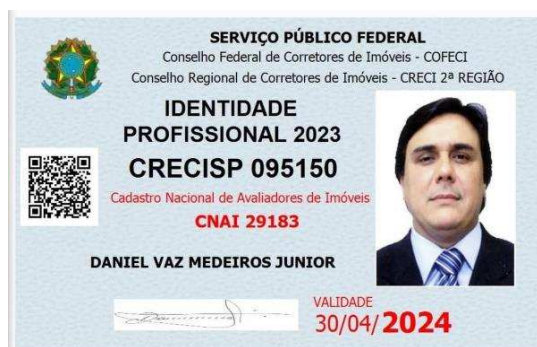 SERVIÇO PÚBLICO FEDERAL
Conselho Federal de Corretores de Imóveis - COFECI
Conselho Regional de Corretores de Imóveis - CRECI 2ª REGIÃO
IDENTIDADE
PROFISSIONAL 2023
CRECISP 095150
Cadastro Nacional de Avaliadores de Imóveis
CNAI 29183
DANIEL VAZ MEDEIROS JUNIOR
VALIDADE
30/04/2024